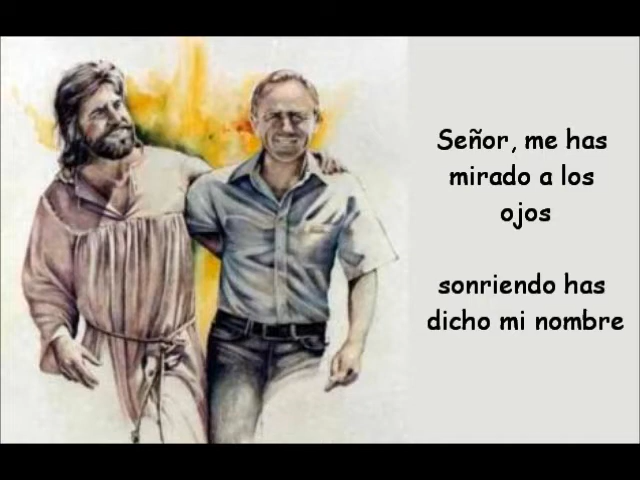 Señor, me has
mirado a los
ojos
sonriendo has
dicho mi nombre